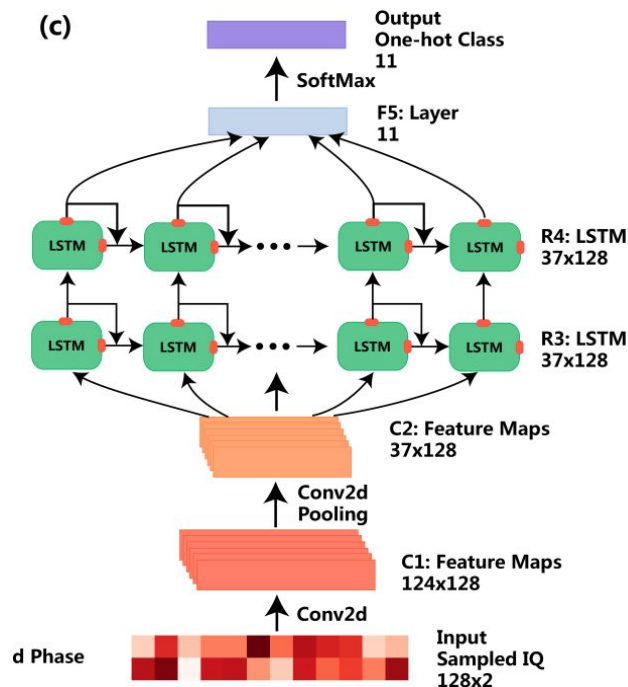 (c)
Output
One-hot Class
11
SoftMax
F5: Layer
11
LSTM LSTM LSTM LSTM
R4: LSTM
37x128
LSTM LSTM LSTM LSTM
R3: LSTM
37x128
C2: Feature Maps
37x128
Conv2d
Pooling
C1: Feature Maps
124x128
Conv2d
d Phase
Input
Sampled IQ
128x2